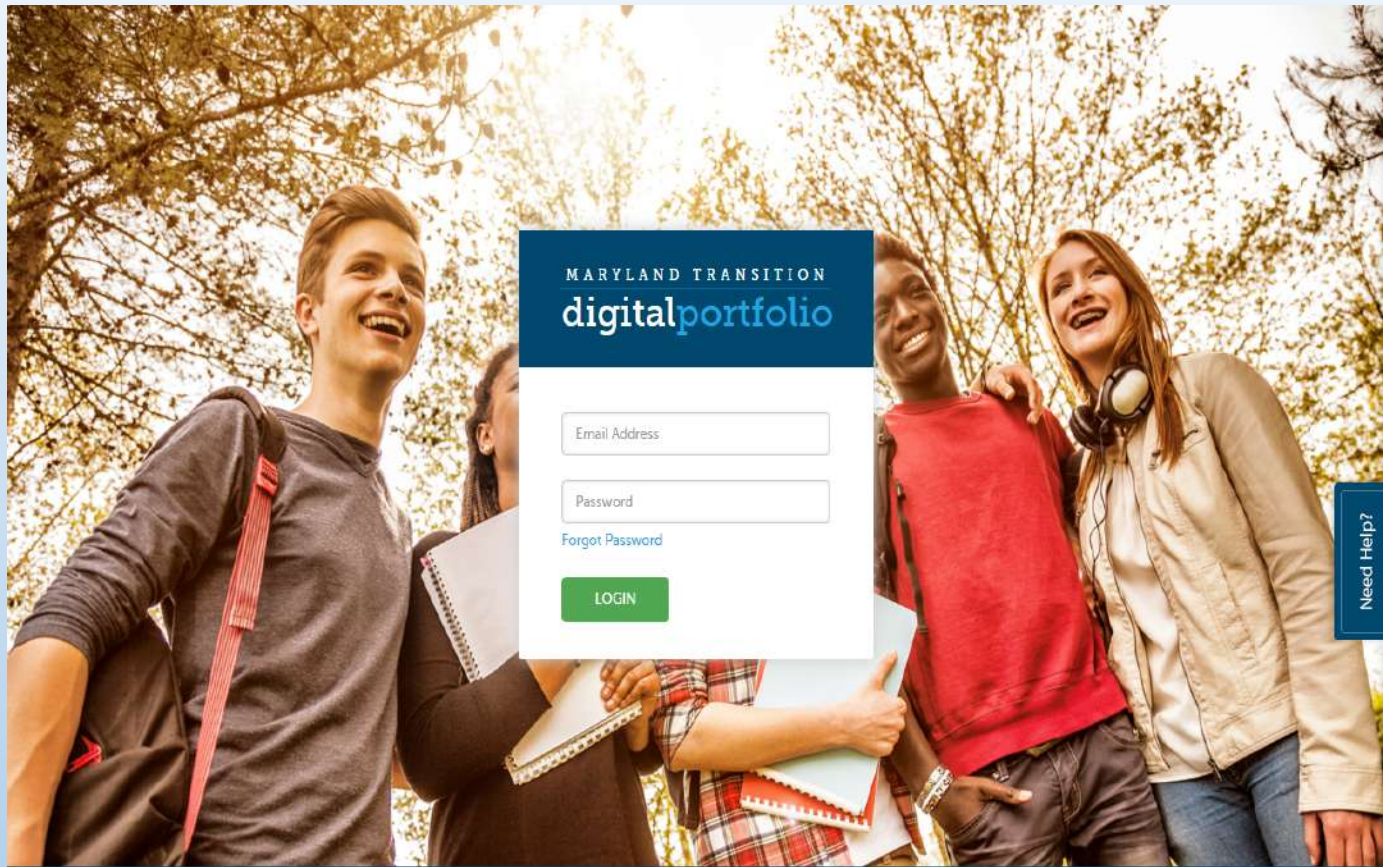 MARYLAND TRANSITION
digitalportfolio
Email Address
Password
Forgot Password
LOGIN
Need Help?